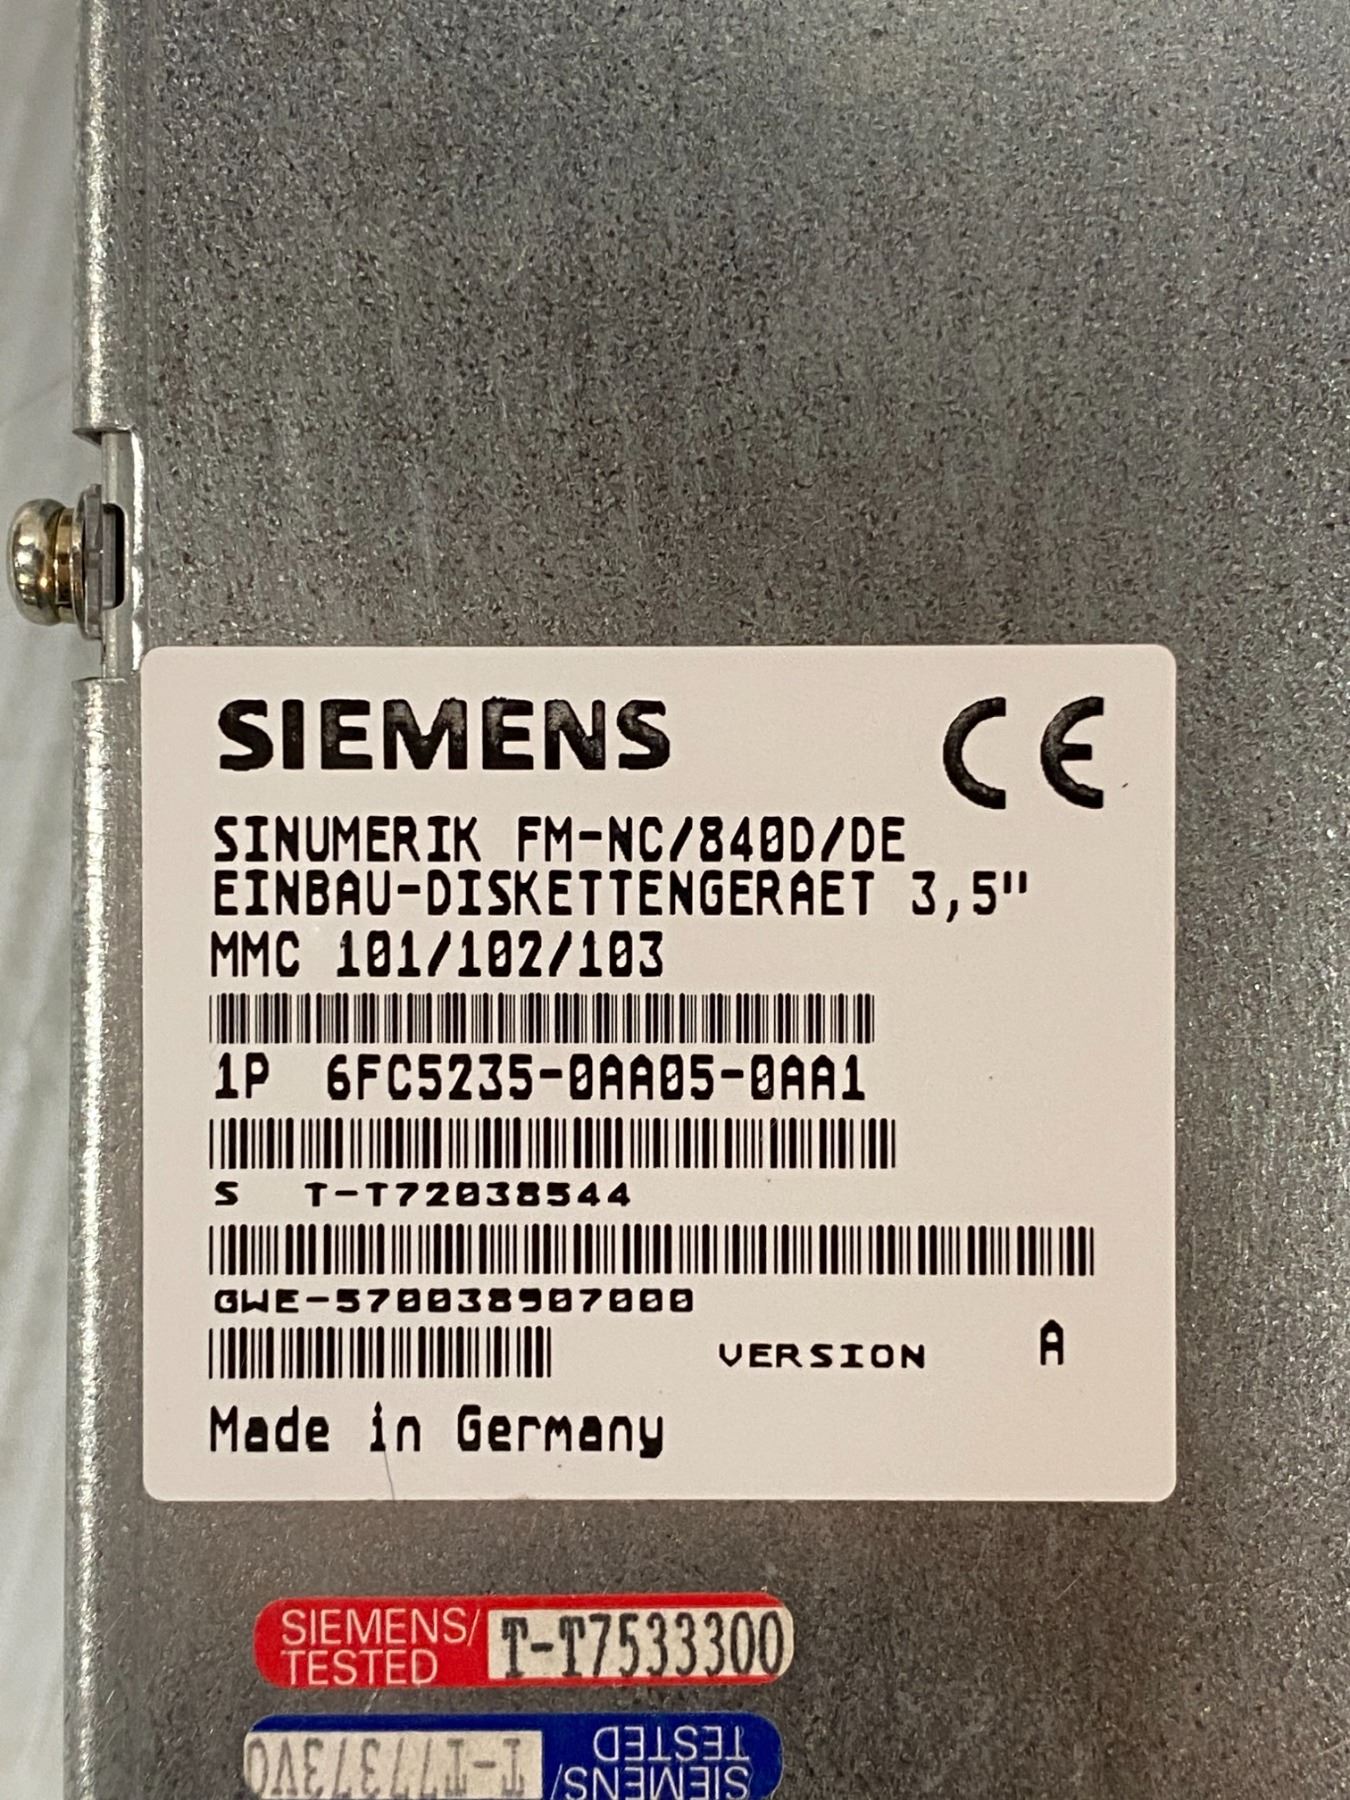 SIEMENS CE
SINUMERIK FM-NC/840D/DE
EINBAU-DISKETTENGERAET 3,5"
MMC 101/102/103
1P 6FC5235-0AA05-0AA1
S T-T72038544
GWE-570038907000
VERSION A
Made in Germany
SIEMENS/
TESTED
T-T7533300
SIEMENS/
TESTED